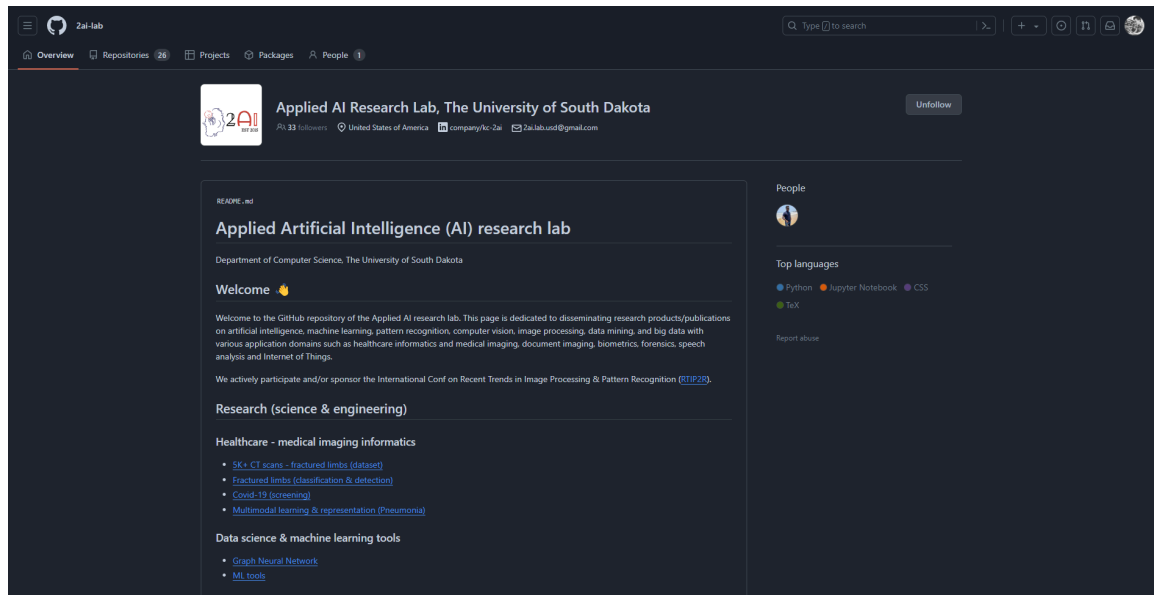 2ai-lab
Type / to search
Overview Repositories 26 Projects Packages People 1
2AI
EST 2018
Applied AI Research Lab, The University of South Dakota
33 followers United States of America in company/kc-2ai 2ai.lab.usd@gmail.com
Unfollow
README.md
Applied Artificial Intelligence (AI) research lab
Department of Computer Science, The University of South Dakota
Welcome 👋
Welcome to the GitHub repository of the Applied AI research lab. This page is dedicated to disseminating research products/publications
on artificial intelligence, machine learning, pattern recognition, computer vision, image processing, data mining, and big data with
various application domains such as healthcare informatics and medical imaging, document imaging, biometrics, forensics, speech
analysis and Internet of Things.
We actively participate and/or sponsor the International Conf on Recent Trends in Image Processing & Pattern Recognition (RTIP2R).
Research (science & engineering)
Healthcare - medical imaging informatics
• 5K+ CT scans - fractured limbs (dataset)
• Fractured limbs (classification & detection)
• Covid-19 (screening)
• Multimodal learning & representation (Pneumonia)
Data science & machine learning tools
• Graph Neural Network
• ML tools
People
Top languages
Python Jupyter Notebook CSS
TeX
Report abuse